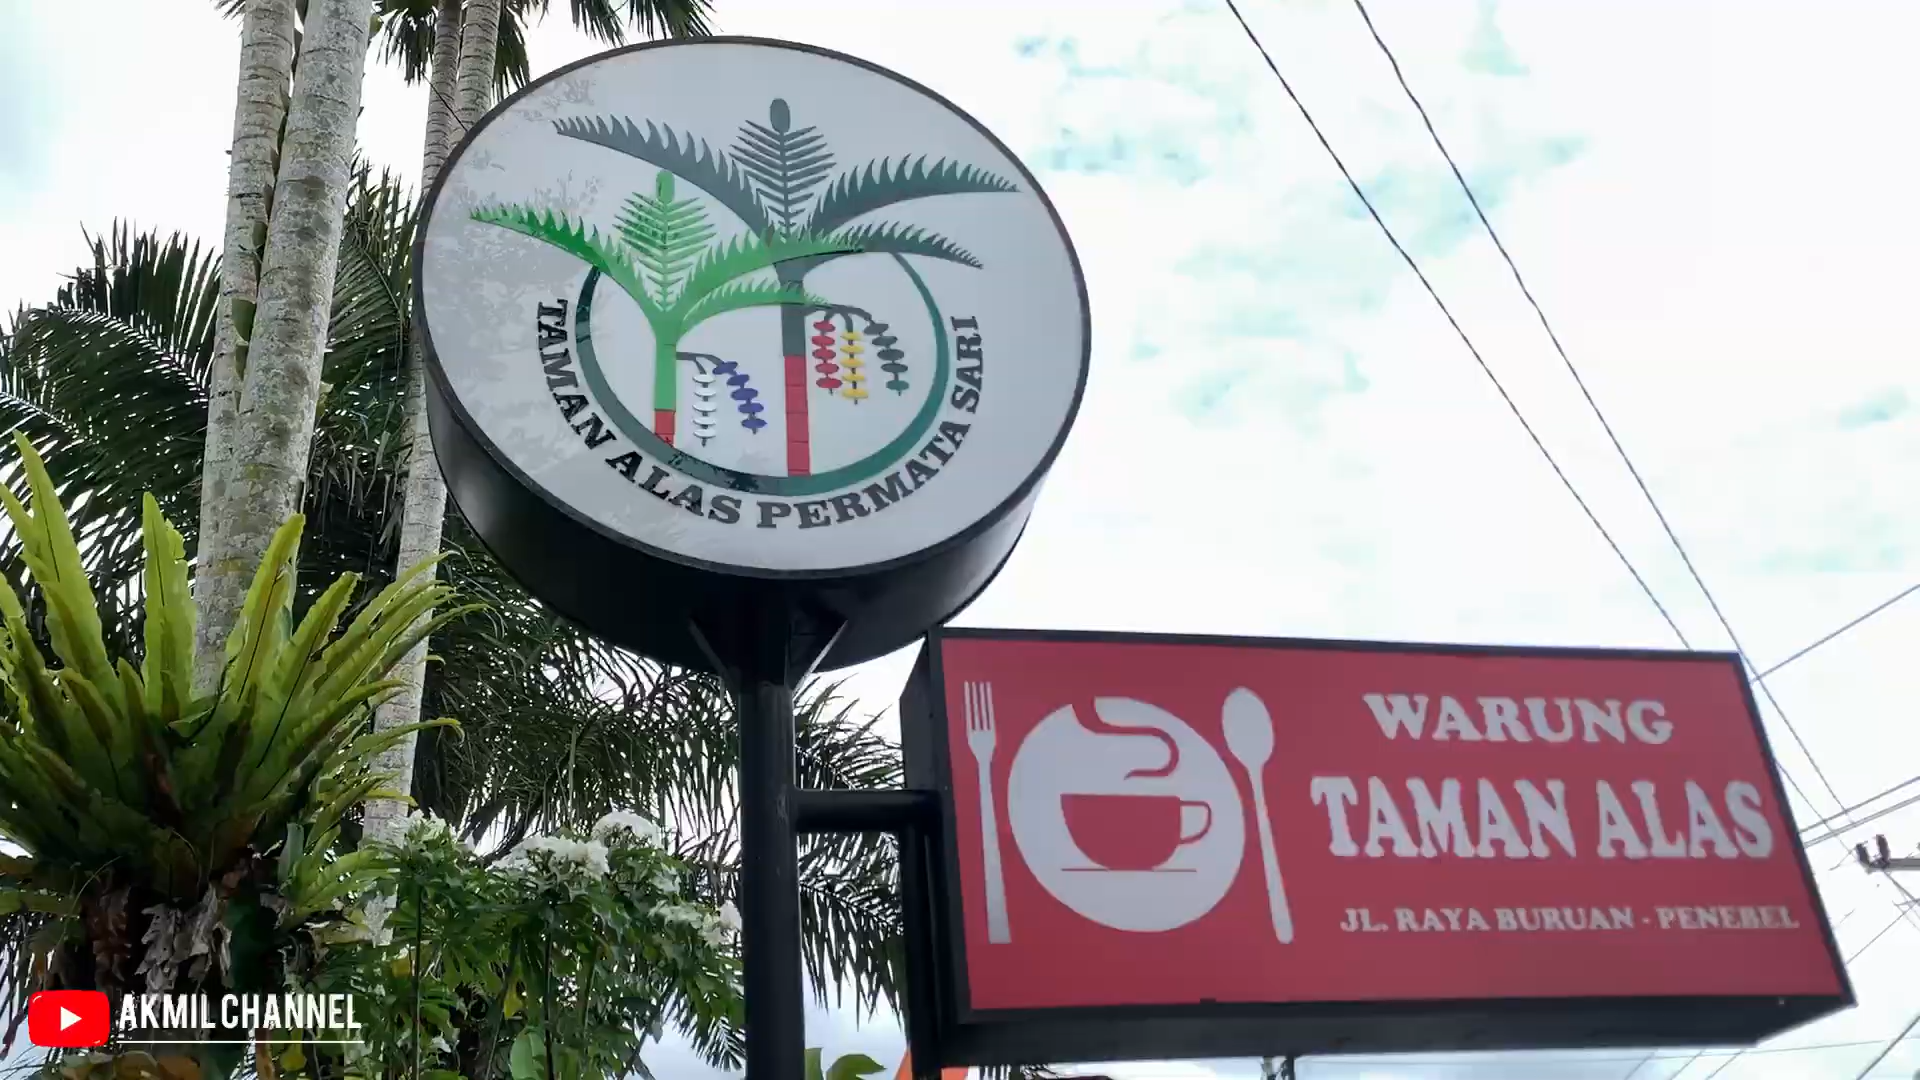 TAMAN ALAS PERMATA SARI
WARUNG
TAMAN ALAS
JL. RAYA BURUAN - PENEBEL
AKMIL CHANNEL